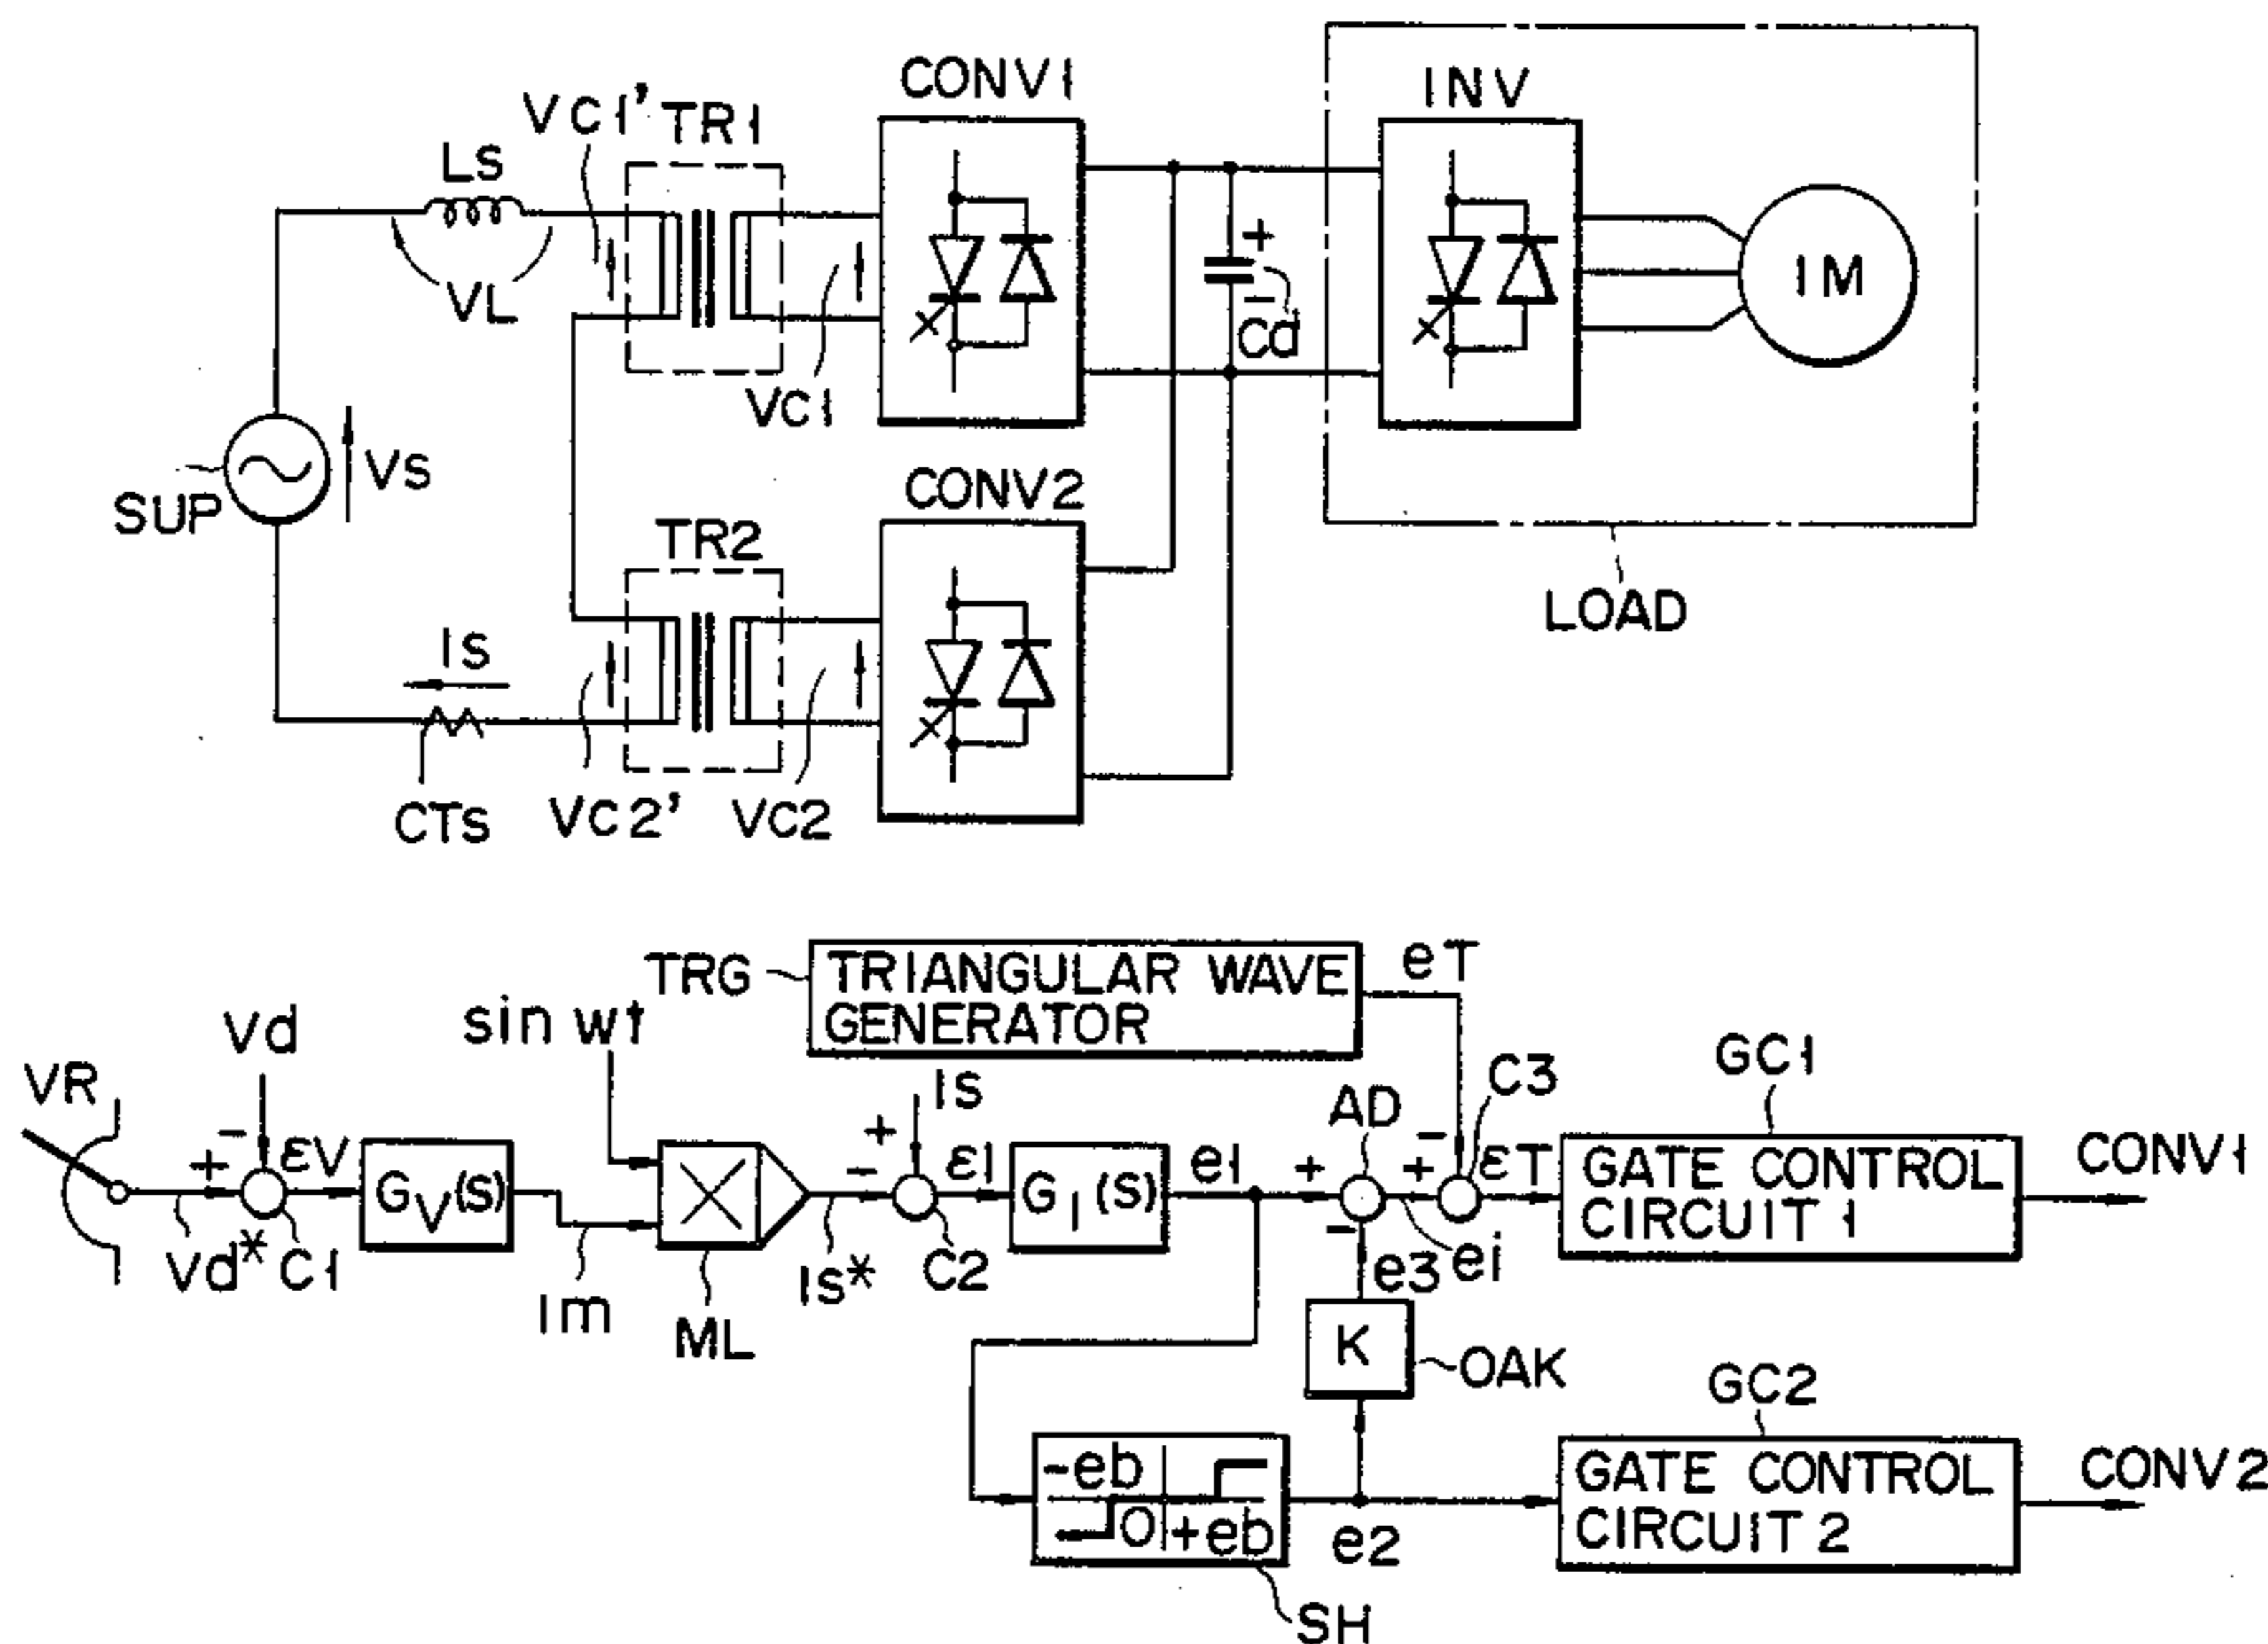 CONV1
INV
VC1'
TR1
LS
VL
+
IM
−
Cd
VC1
VS
SUP
CONV2
TR2
LOAD
IS
CTS
VC2'
VC2
TRG
TRIANGULAR WAVE
GENERATOR
eT
Vd
sin wt
VR
IS
AD
C3
GC1
−
+
εV
GV(S)
+
−
εI
GI(S)
e1
+
−
+
εT
GATE CONTROL
CIRCUIT 1
CONV1
Vd*
C1
Im
ML
IS*
C2
−
e3
ei
K
OAK
GC2
-eb
O
+eb
e2
GATE CONTROL
CIRCUIT 2
CONV2
SH